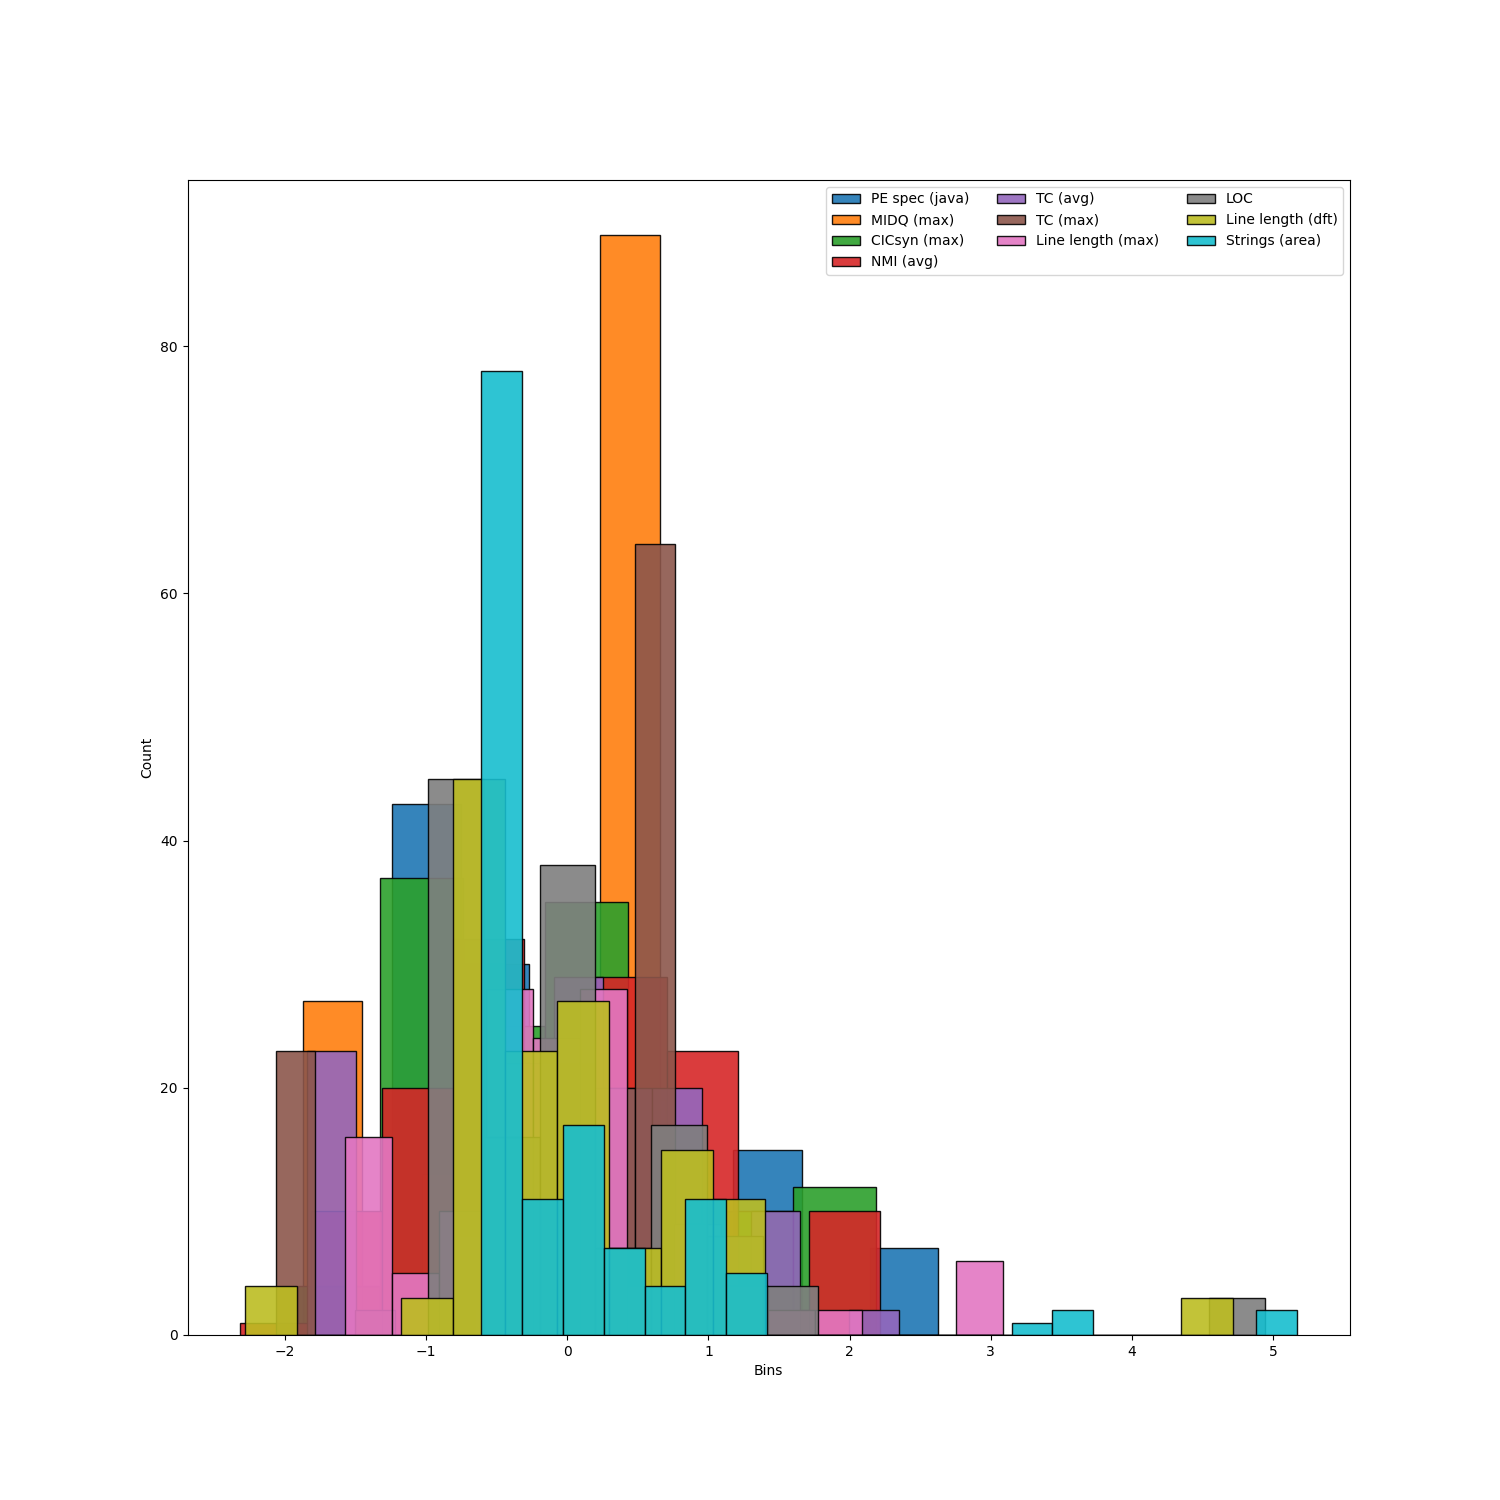 PE spec (java)
MIDQ (max)
CICsyn (max)
NMI (avg)
TC (avg)
TC (max)
Line length (max)
LOC
Line length (dft)
Strings (area)
80
60
40
20
0
Count
−2 −1 0 1 2 3 4 5
Bins